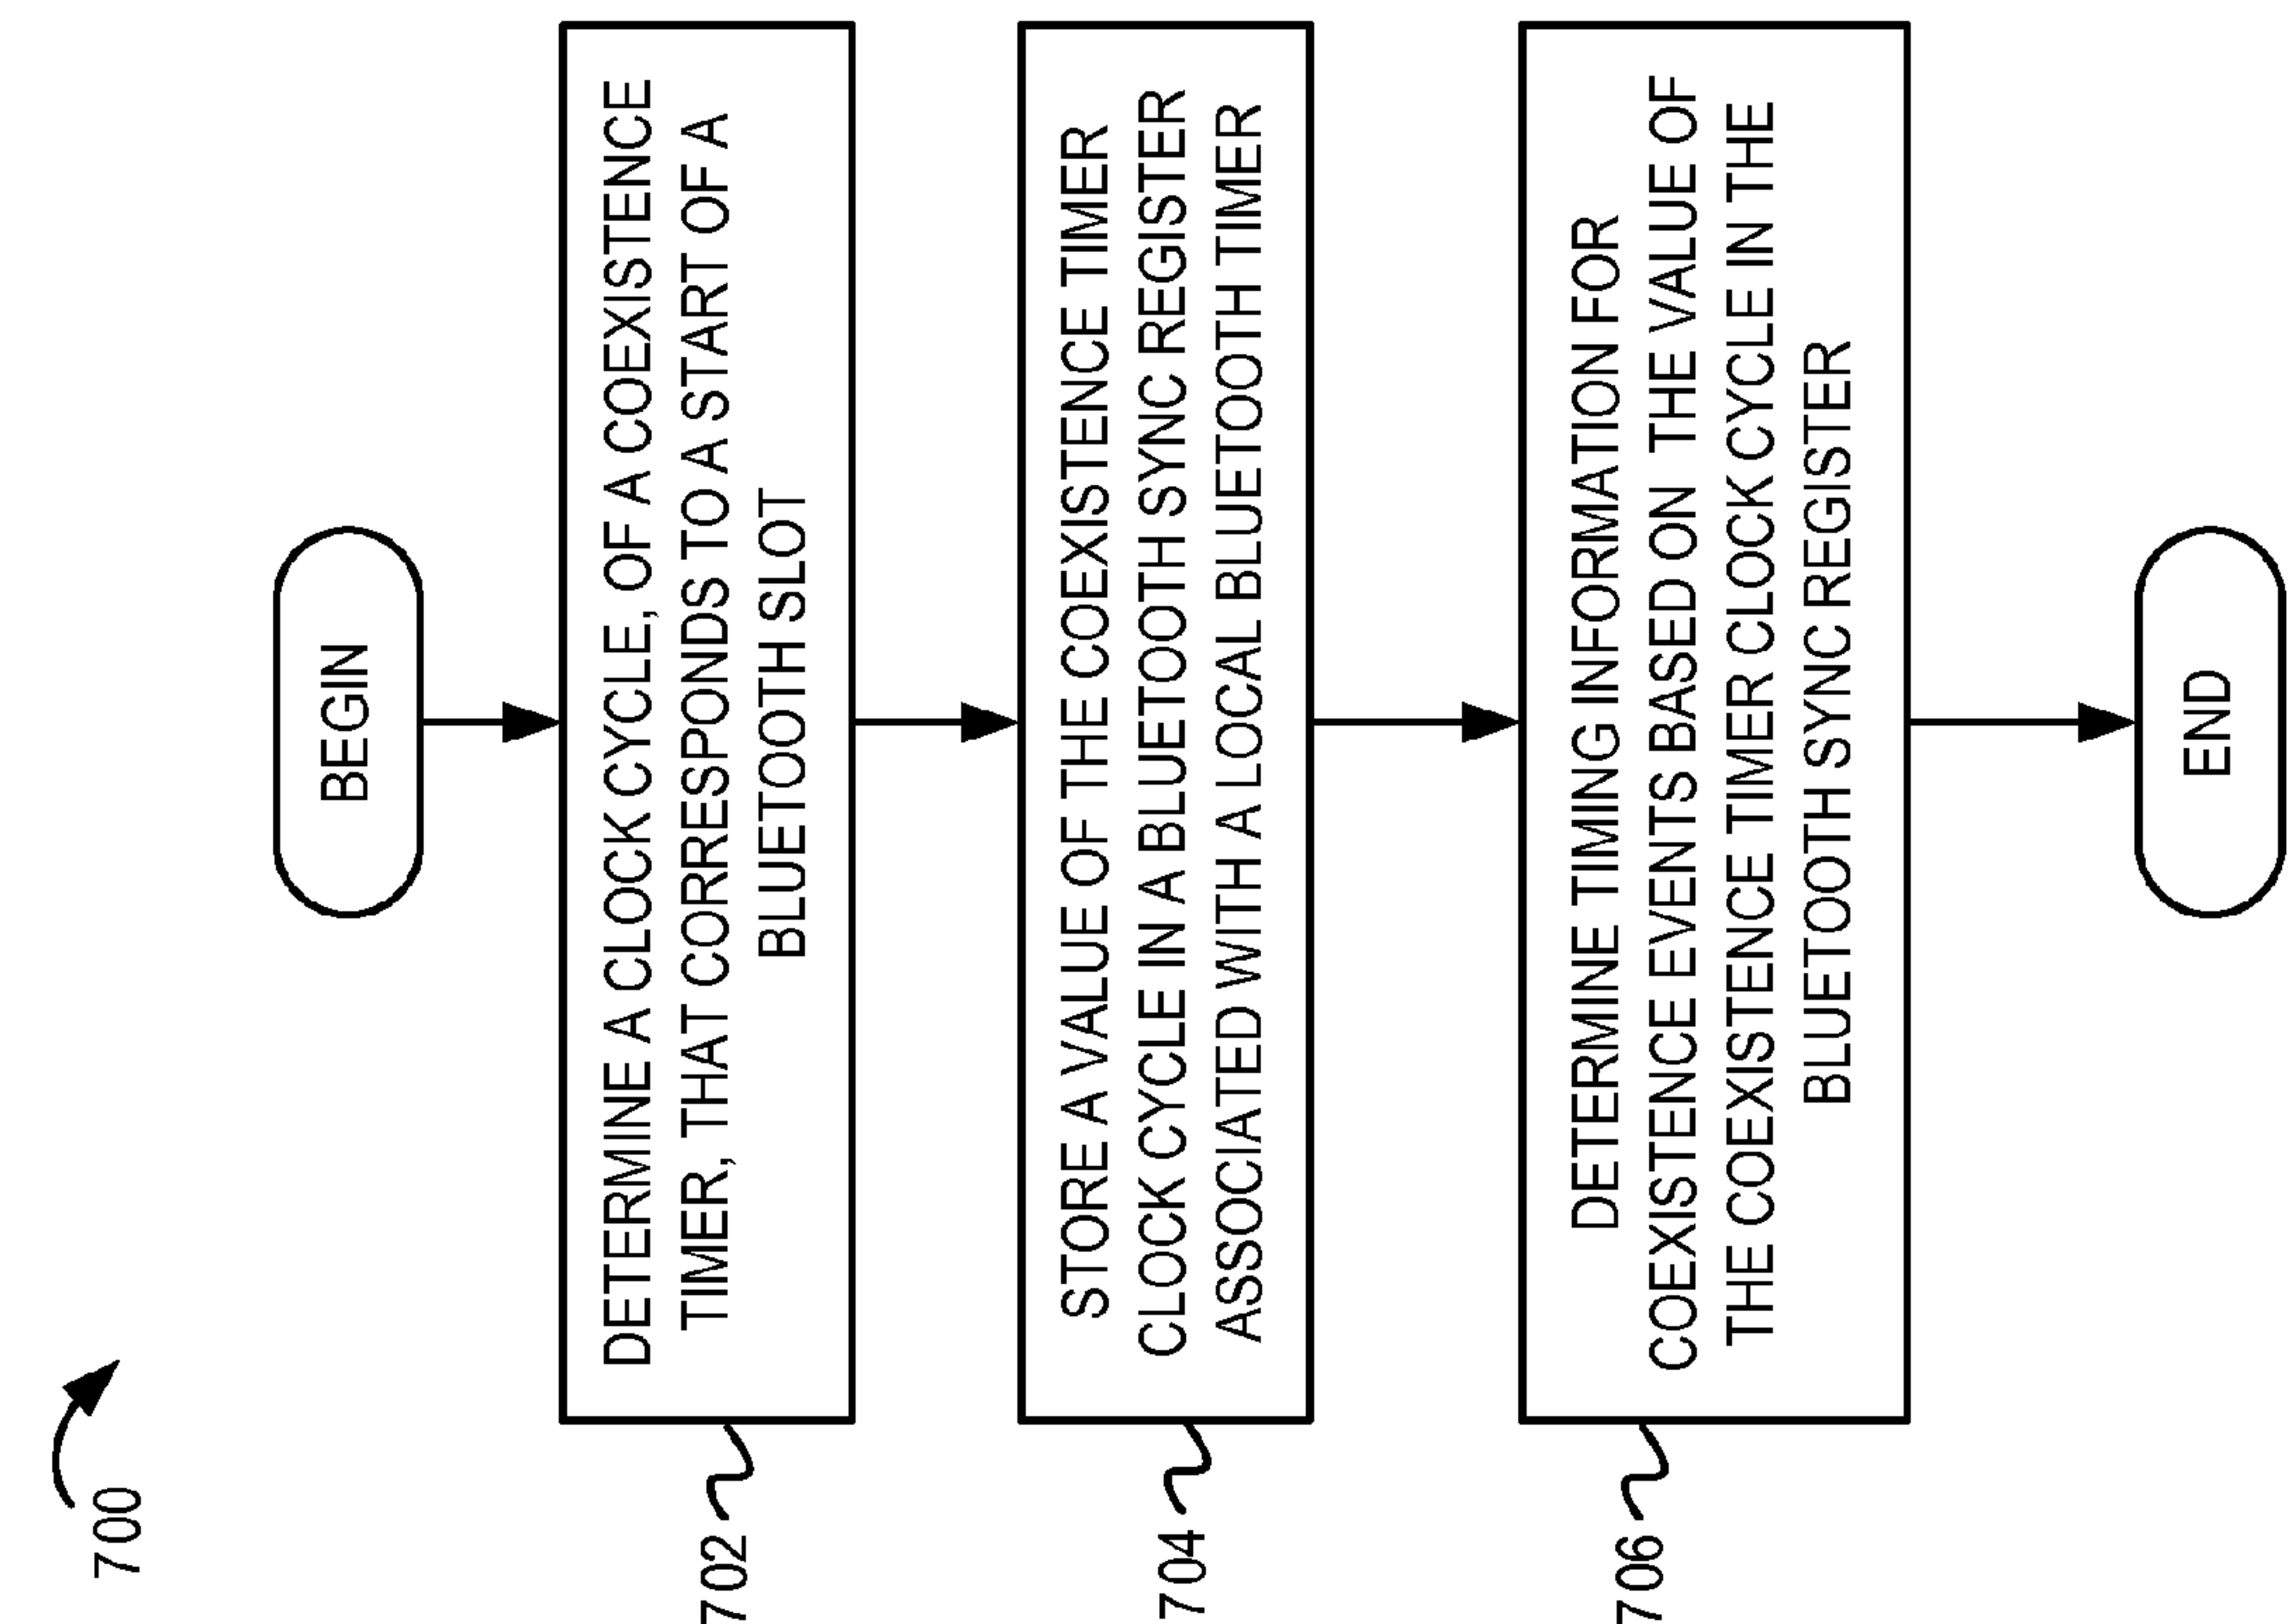 700
BEGIN
702
DETERMINE A CLOCK CYCLE, OF A COEXISTENCE
TIMER, THAT CORRESPONDS TO A START OF A
BLUETOOTH SLOT
704
STORE A VALUE OF THE COEXISTENCE TIMER
CLOCK CYCLE IN A BLUETOOTH SYNC REGISTER
ASSOCIATED WITH A LOCAL BLUETOOTH TIMER
706
DETERMINE TIMING INFORMATION FOR
COEXISTENCE EVENTS BASED ON THE VALUE OF
THE COEXISTENCE TIMER CLOCK CYCLE IN THE
BLUETOOTH SYNC REGISTER
END